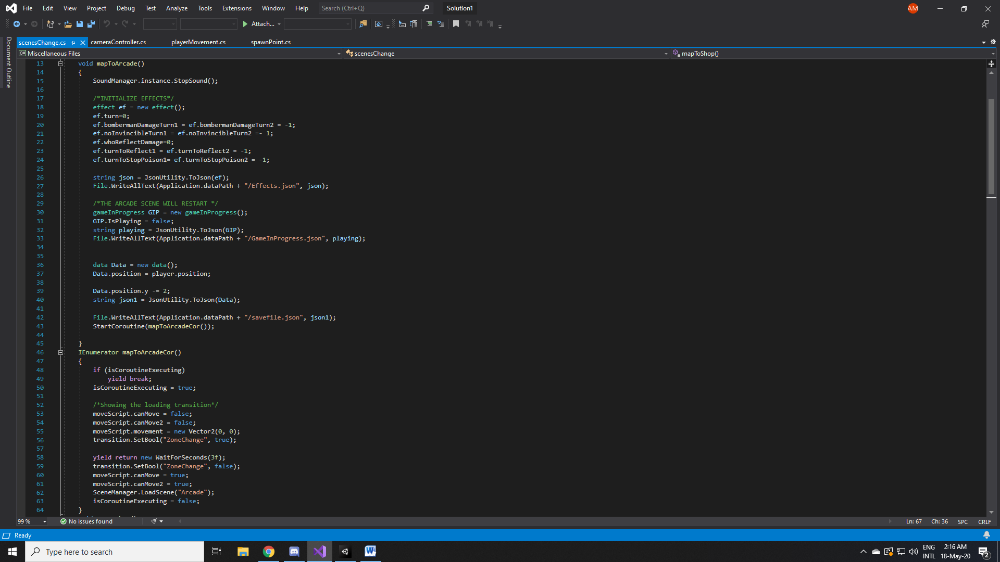 File Edit View Project Debug Test Analyze Tools Extensions Window Help Search (Ctrl+Q) Solution1 AM
Attach...
Document Outline
scenesChange.cs cameraController.cs playerMovement.cs spawnPoint.cs
C# Miscellaneous Files scenesChange mapToShop()
13 void mapToArcade()
14 {
15 SoundManager.instance.StopSound();
16
17 /*INITIALIZE EFFECTS*/
18 effect ef = new effect();
19 ef.turn=0;
20 ef.bombermanDamageTurn1 = ef.bombermanDamageTurn2 = -1;
21 ef.noInvincibleTurn1 = ef.noInvincibleTurn2 =- 1;
22 ef.whoReflectDamage=0;
23 ef.turnToReflect1 = ef.turnToReflect2 = -1;
24 ef.turnToStopPoison1= ef.turnToStopPoison2 = -1;
25
26 string json = JsonUtility.ToJson(ef);
27 File.WriteAllText(Application.dataPath + "/Effects.json", json);
28
29 /*THE ARCADE SCENE WILL RESTART */
30 gameInProgress GIP = new gameInProgress();
31 GIP.IsPlaying = false;
32 string playing = JsonUtility.ToJson(GIP);
33 File.WriteAllText(Application.dataPath + "/GameInProgress.json", playing);
34
35
36 data Data = new data();
37 Data.position = player.position;
38
39 Data.position.y -= 2;
40 string json1 = JsonUtility.ToJson(Data);
41
42 File.WriteAllText(Application.dataPath + "/savefile.json", json1);
43 StartCoroutine(mapToArcadeCor());
44
45 }
46 IEnumerator mapToArcadeCor()
47 {
48 if (isCoroutineExecuting)
49 yield break;
50 isCoroutineExecuting = true;
51
52 /*Showing the loading transition*/
53 moveScript.canMove = false;
54 moveScript.canMove2 = false;
55 moveScript.movement = new Vector2(0, 0);
56 transition.SetBool("ZoneChange", true);
57
58 yield return new WaitForSeconds(3f);
59 transition.SetBool("ZoneChange", false);
60 moveScript.canMove = true;
61 moveScript.canMove2 = true;
62 SceneManager.LoadScene("Arcade");
63 isCoroutineExecuting = false;
64 }
99 % No issues found Ln: 67 Ch: 36 SPC CRLF
Ready
Type here to search ENG 2:16 AM
INTL 18-May-20 2